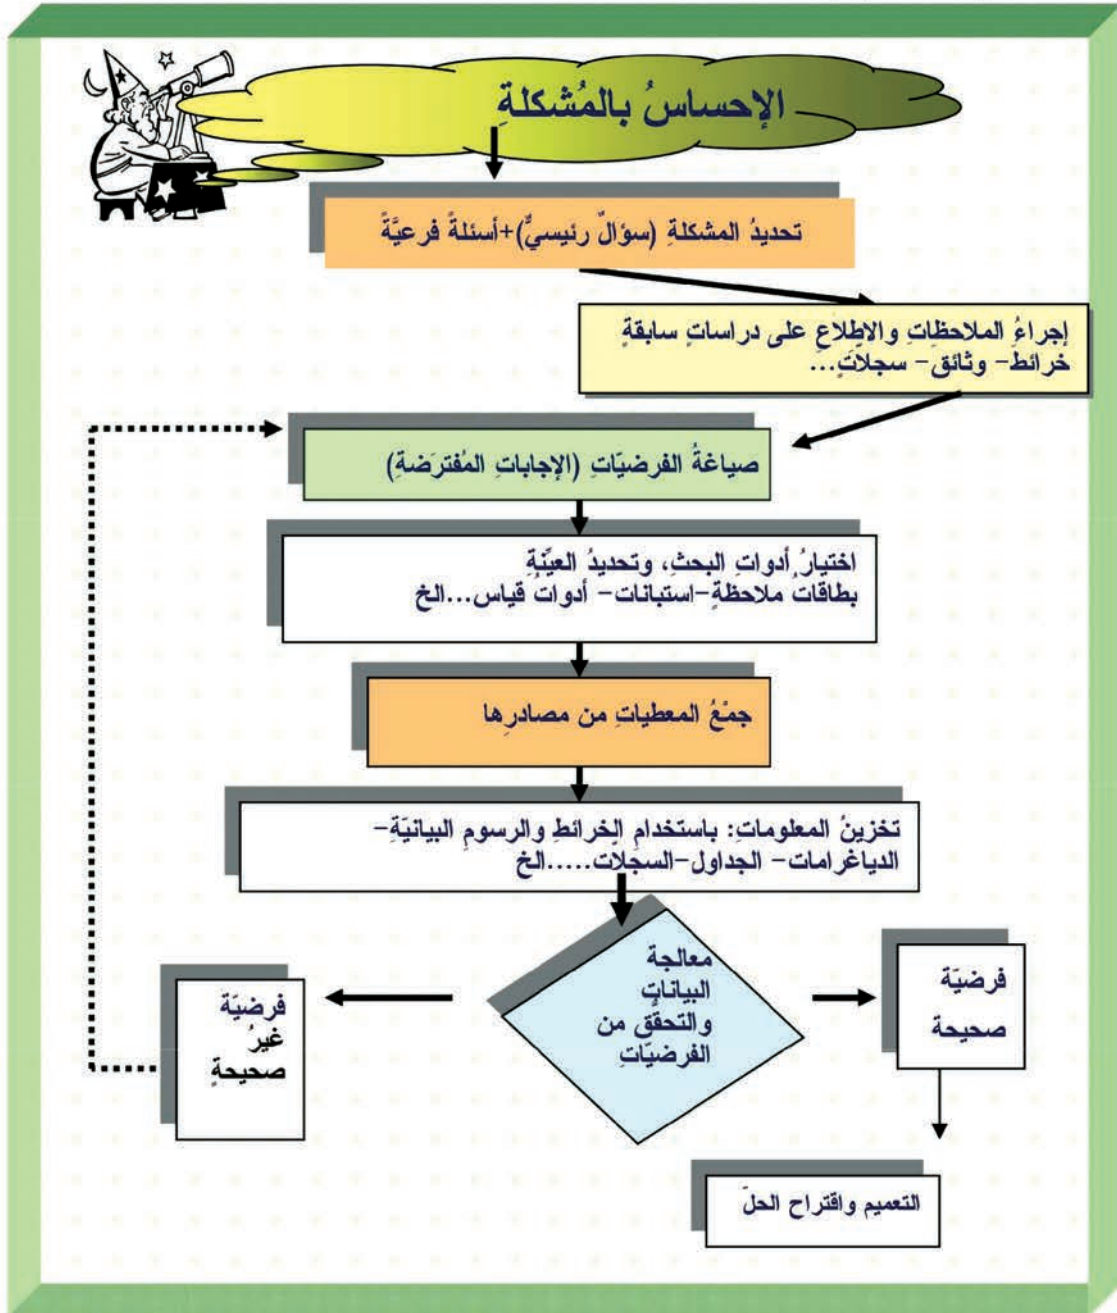 الإحساسُ بالمُشكلةِ
تحديدُ المشكلةِ (سؤالٌ رئيسيٌّ)+أسئلةً فرعيَّةً
إجراءُ الملاحظاتِ والاطِّلاعِ على دراساتٍ سابقةٍ
خرائطَ- وثائق- سجلّاتٍ...
صياغةُ الفرضيّاتِ (الإجاباتِ المُفترَضةِ)
اختيارُ أدواتِ البحثِ، وتحديدُ العيِّنةِ
بطاقاتُ ملاحظةٍ-استبانات- أدواتُ قياس...الخ
جمْعُ المعطياتِ من مصادرِها
تخزينُ المعلوماتِ: باستخدامِ الخرائطِ والرسومِ البيانيّةِ-
الدياغرامات- الجداول-السجلّات.....الخ
معالجة
البياناتِ
والتحقُّق من
الفرضيّاتِ
فرضيّة
صحيحة
فرضيّة
غيرُ
صحيحةٍ
التعميم واقتراح الحلّ